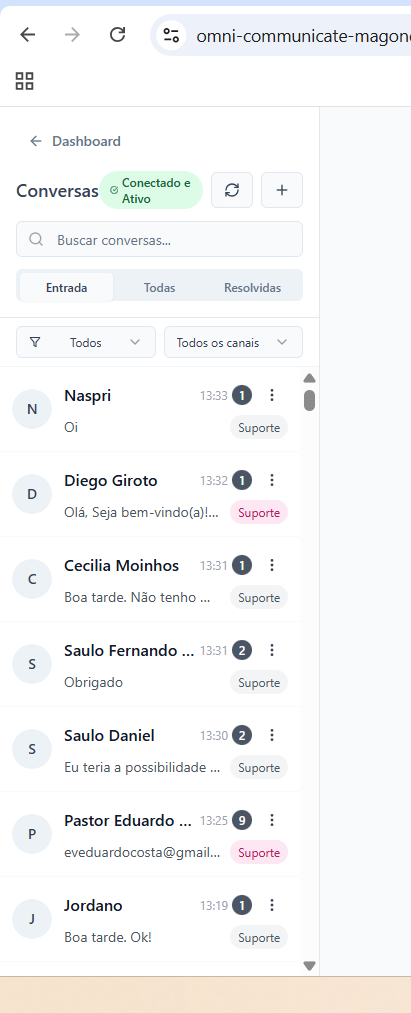 omni-communicate-magon
Dashboard
Conversas
Conectado e
Ativo
Buscar conversas...
Entrada Todas Resolvidas
Todos Todos os canais
N Naspri 13:33 1
Oi Suporte
D Diego Giroto 13:32 1
Olá, Seja bem-vindo(a)!... Suporte
C Cecilia Moinhos 13:31 1
Boa tarde. Não tenho ... Suporte
S Saulo Fernando ... 13:31 2
Obrigado Suporte
S Saulo Daniel 13:30 2
Eu teria a possibilidade ... Suporte
P Pastor Eduardo ... 13:25 9
eveduardocosta@gmail... Suporte
J Jordano 13:19 1
Boa tarde. Ok! Suporte